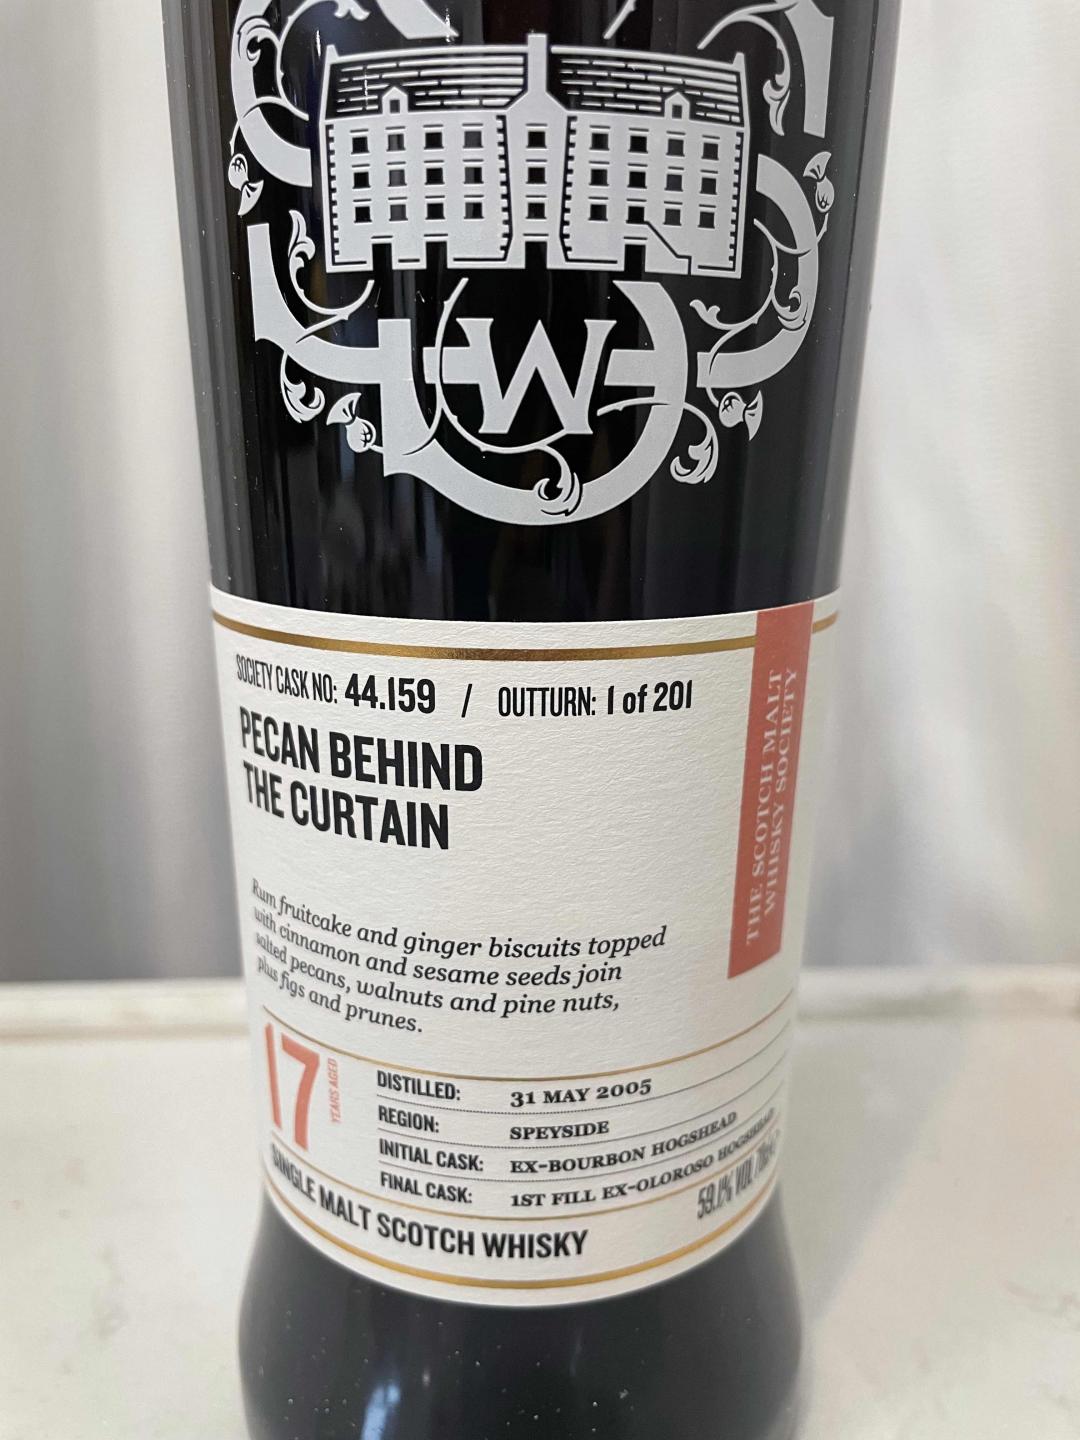 W
SOCIETY CASK NO: 44.159 / OUTTURN: 1 of 201
PECAN BEHIND
THE CURTAIN
THE SCOTCH MALT
WHISKY SOCIETY
Rum fruitcake and ginger biscuits topped
with cinnamon and sesame seeds join
salted pecans, walnuts and pine nuts,
plus figs and prunes.
17
YEARS AGED
DISTILLED: 31 MAY 2005
REGION: SPEYSIDE
INITIAL CASK: EX-BOURBON HOGSHEAD
FINAL CASK: 1ST FILL EX-OLOROSO HOGSHEAD
SINGLE MALT SCOTCH WHISKY
59.1% VOL